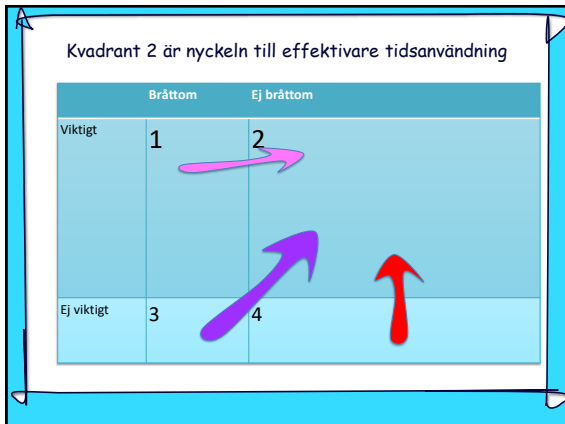 Kvadrant 2 är nyckeln till effektivare tidsanvändning
Bråttom Ej bråttom
Viktigt 1 2
Ej viktigt 3 4